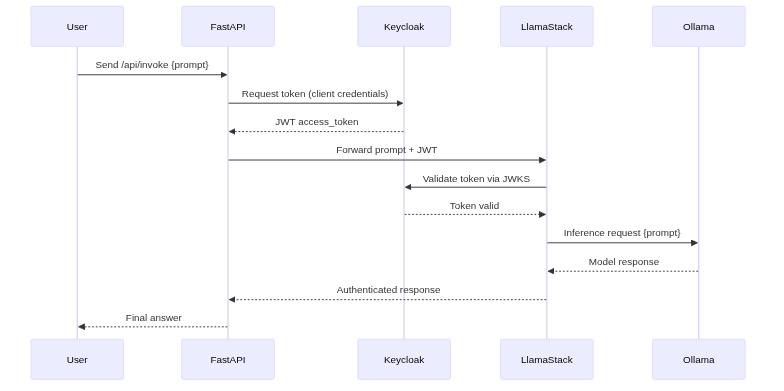 User
FastAPI
Keycloak
LlamaStack
Ollama
Send /api/invoke {prompt}
Request token (client credentials)
JWT access_token
Forward prompt + JWT
Validate token via JWKS
Token valid
Inference request {prompt}
Model response
Authenticated response
Final answer
User
FastAPI
Keycloak
LlamaStack
Ollama